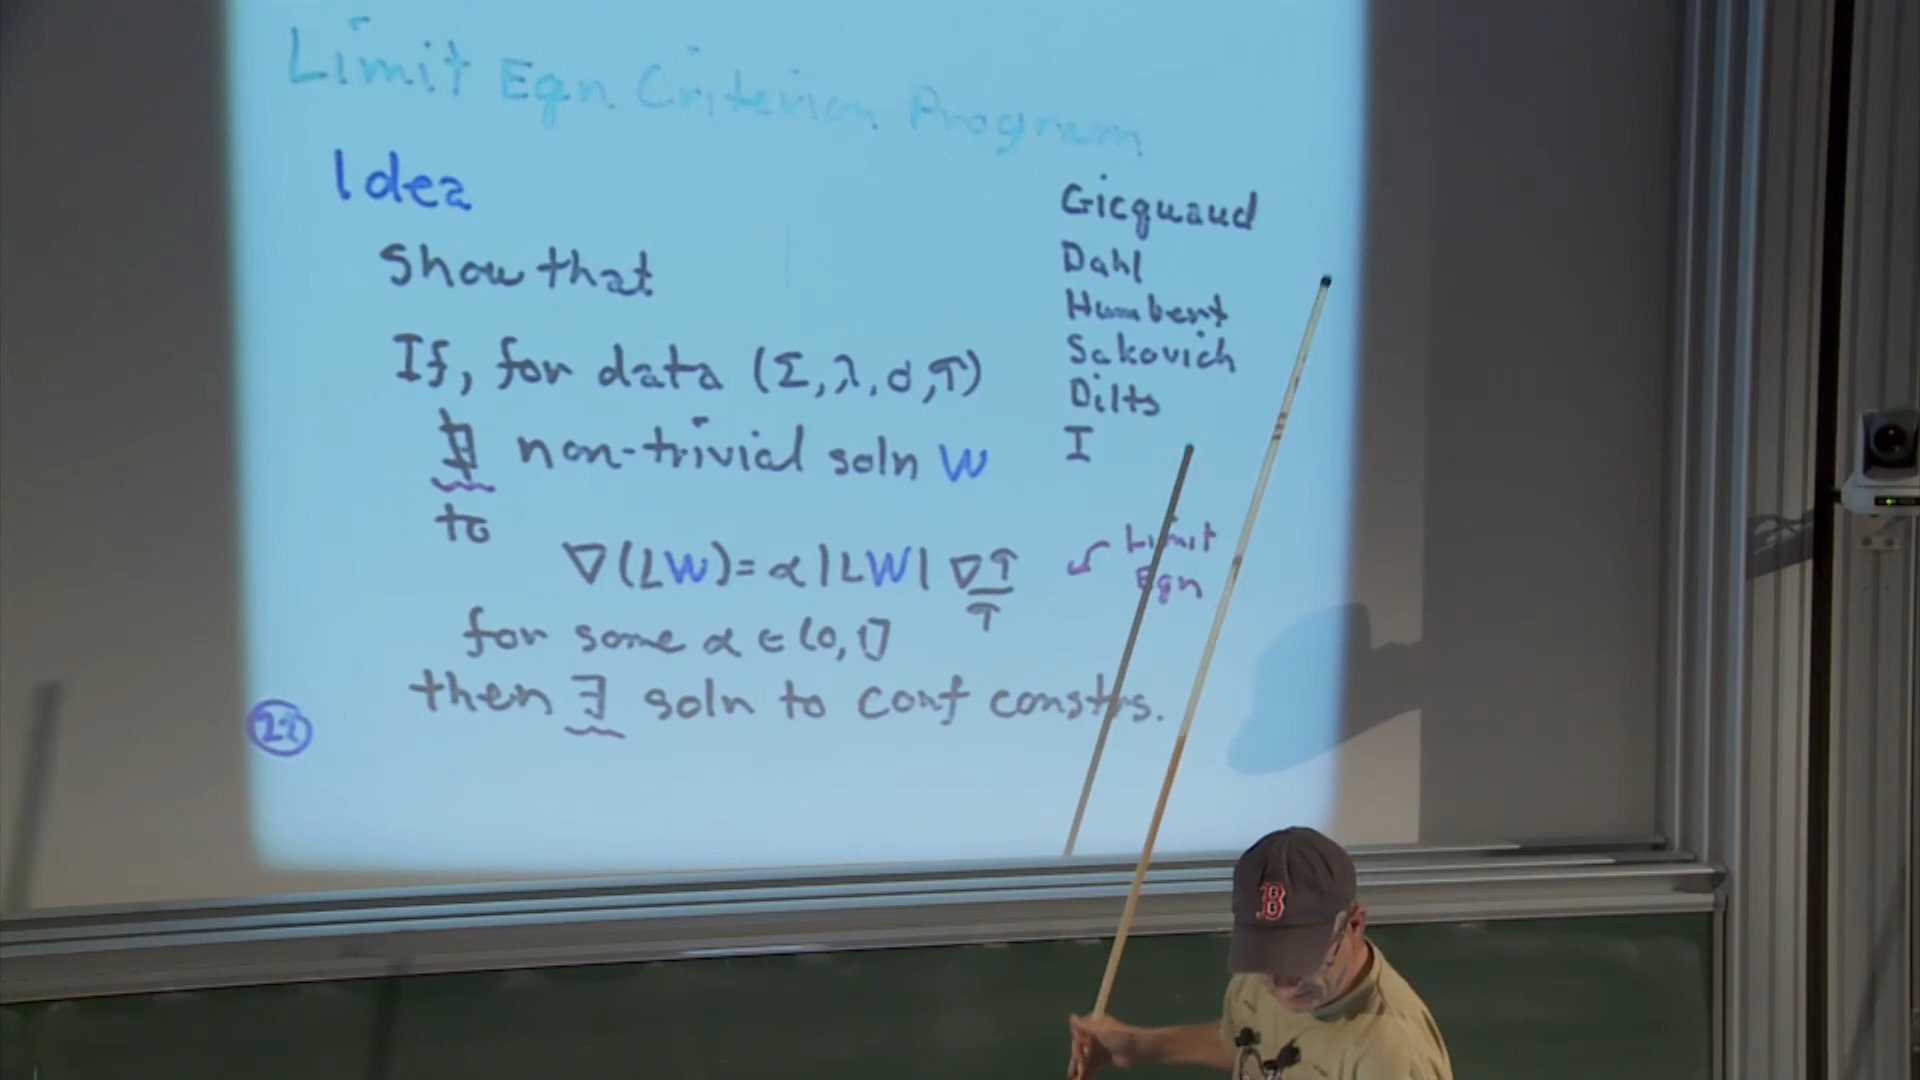 Limit Eqn Criterion Program
Idea
Show that
If, for data (Σ, λ, σ, τ)
∄ non-trivial soln W
to
∇(LW) = α|LW| ∇τ/τ
for some α ∈ (0,1]
then ∃ soln to conf constrs.
Gicquaud
Dahl
Humbert
Sakovich
Dilts
I
Limit
Eqn
22
B